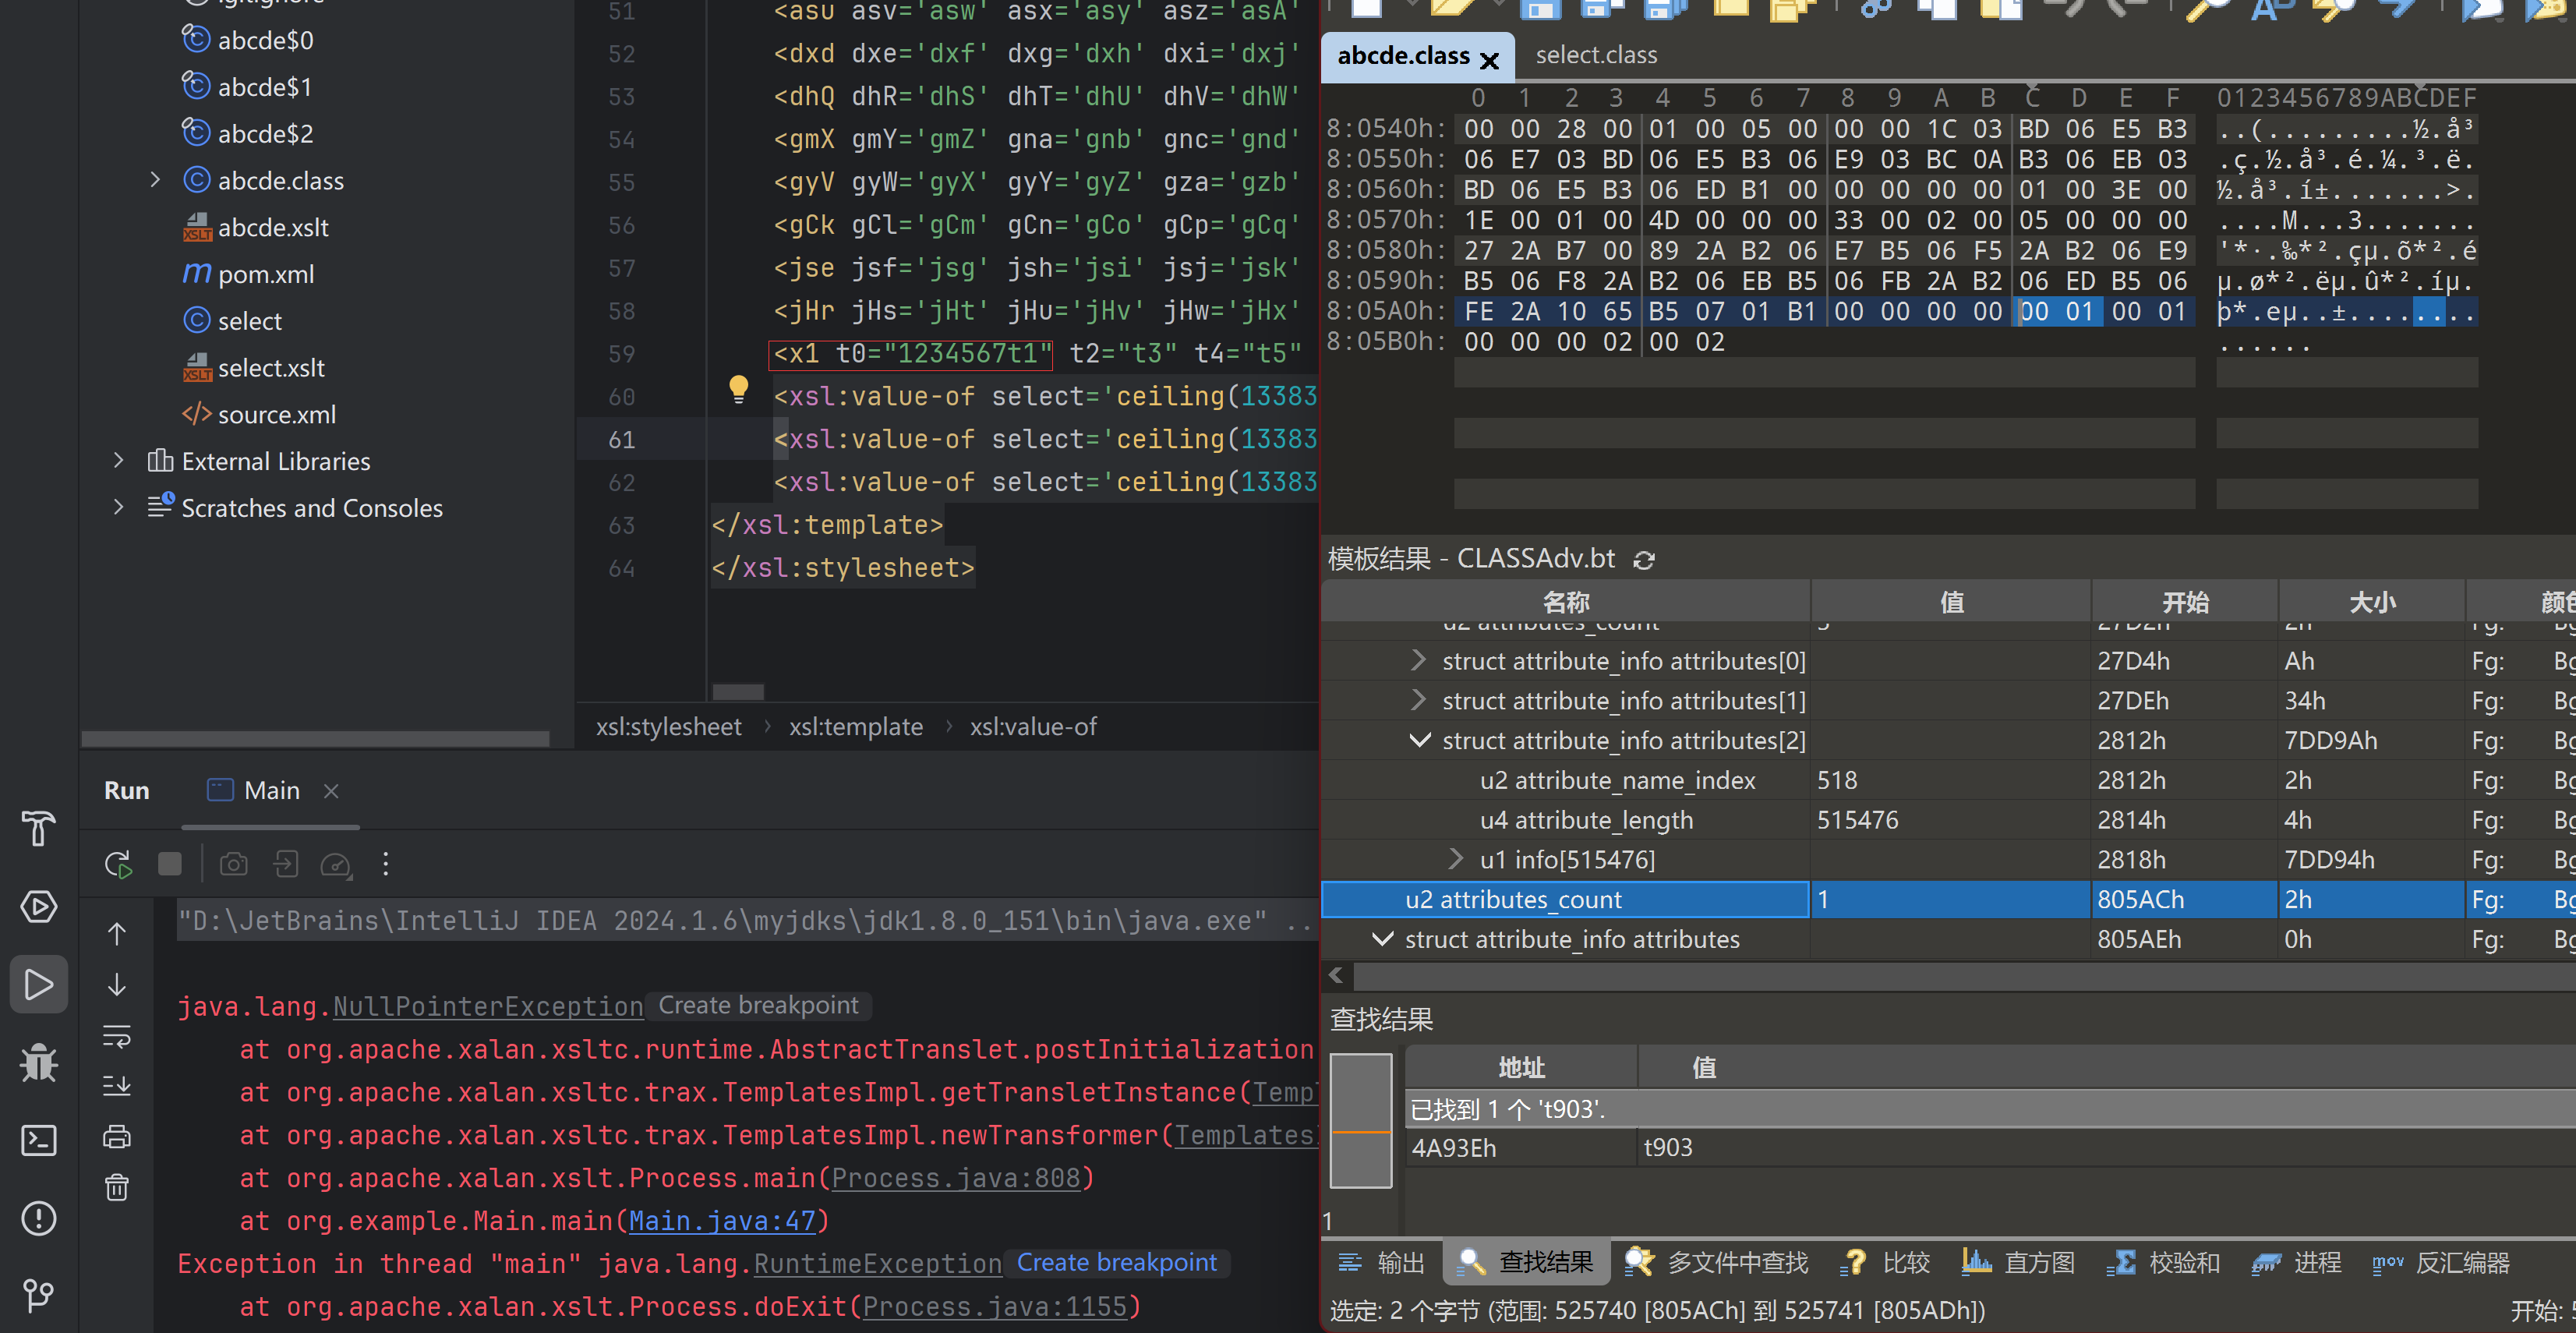 abcde$0
abcde$1
abcde$2
abcde.class
abcde.xslt
pom.xml
select
select.xslt
source.xml
External Libraries
Scratches and Consoles
51 <asu asv='asw' asx='asy' asz='asA'
52 <dxd dxe='dxf' dxg='dxh' dxi='dxj'
53 <dhQ dhR='dhS' dhT='dhU' dhV='dhW'
54 <gmX gmY='gmZ' gna='gnb' gnc='gnd'
55 <gyV gyW='gyX' gyY='gyZ' gza='gzb'
56 <gCk gCl='gCm' gCn='gCo' gCp='gCq'
57 <jse jsf='jsg' jsh='jsi' jsj='jsk'
58 <jHr jHs='jHt' jHu='jHv' jHw='jHx'
59 <x1 t0="1234567t1" t2="t3" t4="t5"
60 <xsl:value-of select='ceiling(13383
61 <xsl:value-of select='ceiling(13383
62 <xsl:value-of select='ceiling(13383
63 </xsl:template>
64 </xsl:stylesheet>
xsl:stylesheet > xsl:template > xsl:value-of
Run Main
"D:\JetBrains\IntelliJ IDEA 2024.1.6\myjdks\jdk1.8.0_151\bin\java.exe" ..
java.lang.NullPointerException Create breakpoint
at org.apache.xalan.xsltc.runtime.AbstractTranslet.postInitialization
at org.apache.xalan.xsltc.trax.TemplatesImpl.getTransletInstance(Temp
at org.apache.xalan.xsltc.trax.TemplatesImpl.newTransformer(Templates
at org.apache.xalan.xslt.Process.main(Process.java:808)
at org.example.Main.main(Main.java:47)
Exception in thread "main" java.lang.RuntimeException Create breakpoint
at org.apache.xalan.xslt.Process.doExit(Process.java:1155)
abcde.class select.class
0 1 2 3 4 5 6 7 8 9 A B C D E F 0123456789ABCDEF
8:0540h: 00 00 28 00 01 00 05 00 00 00 1C 03 BD 06 E5 B3 ..(.........½.å³
8:0550h: 06 E7 03 BD 06 E5 B3 06 E9 03 BC 0A B3 06 EB 03 .ç.½.å³.é.¼.³.ë.
8:0560h: BD 06 E5 B3 06 ED B1 00 00 00 00 00 01 00 3E 00 ½.å³.í±.......>.
8:0570h: 1E 00 01 00 4D 00 00 00 33 00 02 00 05 00 00 00 ....M...3.......
8:0580h: 27 2A B7 00 89 2A B2 06 E7 B5 06 F5 2A B2 06 E9 '*·.‰*².çµ.õ*².é
8:0590h: B5 06 F8 2A B2 06 EB B5 06 FB 2A B2 06 ED B5 06 µ.ø*².ëµ.û*².íµ.
8:05A0h: FE 2A 10 65 B5 07 01 B1 00 00 00 00 00 01 00 01 þ*.eµ..±........
8:05B0h: 00 00 00 02 00 02 ......
模板结果 - CLASSAdv.bt
名称 值 开始 大小
u2 attributes_count 3 27D2h 2h Fg:
struct attribute_info attributes[0] 27D4h Ah Fg:
struct attribute_info attributes[1] 27DEh 34h Fg:
struct attribute_info attributes[2] 2812h 7DD9Ah Fg:
u2 attribute_name_index 518 2812h 2h Fg:
u4 attribute_length 515476 2814h 4h Fg:
u1 info[515476] 2818h 7DD94h Fg:
u2 attributes_count 1 805ACh 2h Fg:
struct attribute_info attributes 805AEh 0h Fg:
查找结果
地址 值
已找到 1 个 't903'.
4A93Eh t903
1
输出 查找结果 多文件中查找 比较 直方图 校验和 进程 mov 反汇编器
选定: 2 个字节 (范围: 525740 [805ACh] 到 525741 [805ADh]) 开始: